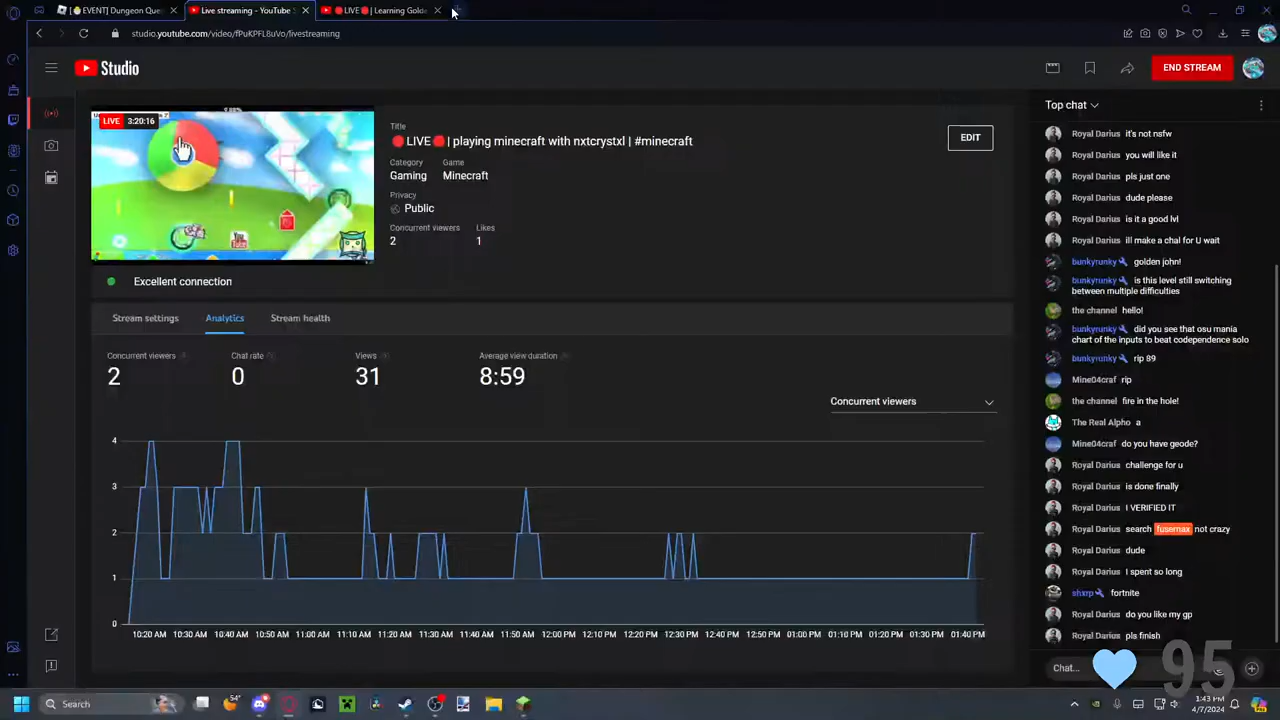 [EVENT] Dungeon Que
Live streaming - YouTube S
LIVE | Learning Golde
studio.youtube.com/video/fPuKPFL8uVo/livestreaming
Studio
END STREAM
LIVE 3:20:16
Title
LIVE | playing minecraft with nxtcrystxl | #minecraft
EDIT
Category
Game
Gaming
Minecraft
Privacy
Public
Concurrent viewers
Likes
2
1
Excellent connection
Stream settings
Analytics
Stream health
Concurrent viewers
Chat rate
Views
Average view duration
2
0
31
8:59
Concurrent viewers
4
3
2
1
0
10:20 AM 10:30 AM 10:40 AM 10:50 AM 11:00 AM 11:10 AM 11:20 AM 11:30 AM 11:40 AM 11:50 AM 12:00 PM 12:10 PM 12:20 PM 12:30 PM 12:40 PM 12:50 PM 01:00 PM 01:10 PM 01:20 PM 01:30 PM 01:40 PM
Top chat
Royal Darius it's not nsfw
Royal Darius you will like it
Royal Darius pls just one
Royal Darius dude please
Royal Darius is it a good lvl
Royal Darius ill make a chal for U wait
bunkyrunky golden john!
bunkyrunky is this level still switching
between multiple difficulties
the channel hello!
bunkyrunky did you see that osu mania
chart of the inputs to beat codependence solo
bunkyrunky rip 89
Mine04craf rip
the channel fire in the hole!
The Real Alpha a
Mine04craf do you have geode?
Royal Darius challenge for u
Royal Darius is done finally
Royal Darius I VERIFIED IT
Royal Darius search fusemax not crazy
Royal Darius dude
Royal Darius I spent so long
shxrp fortnite
Royal Darius do you like my gp
Royal Darius pls finish
Chat...
95
Search
54°
1:43 PM
4/7/2024